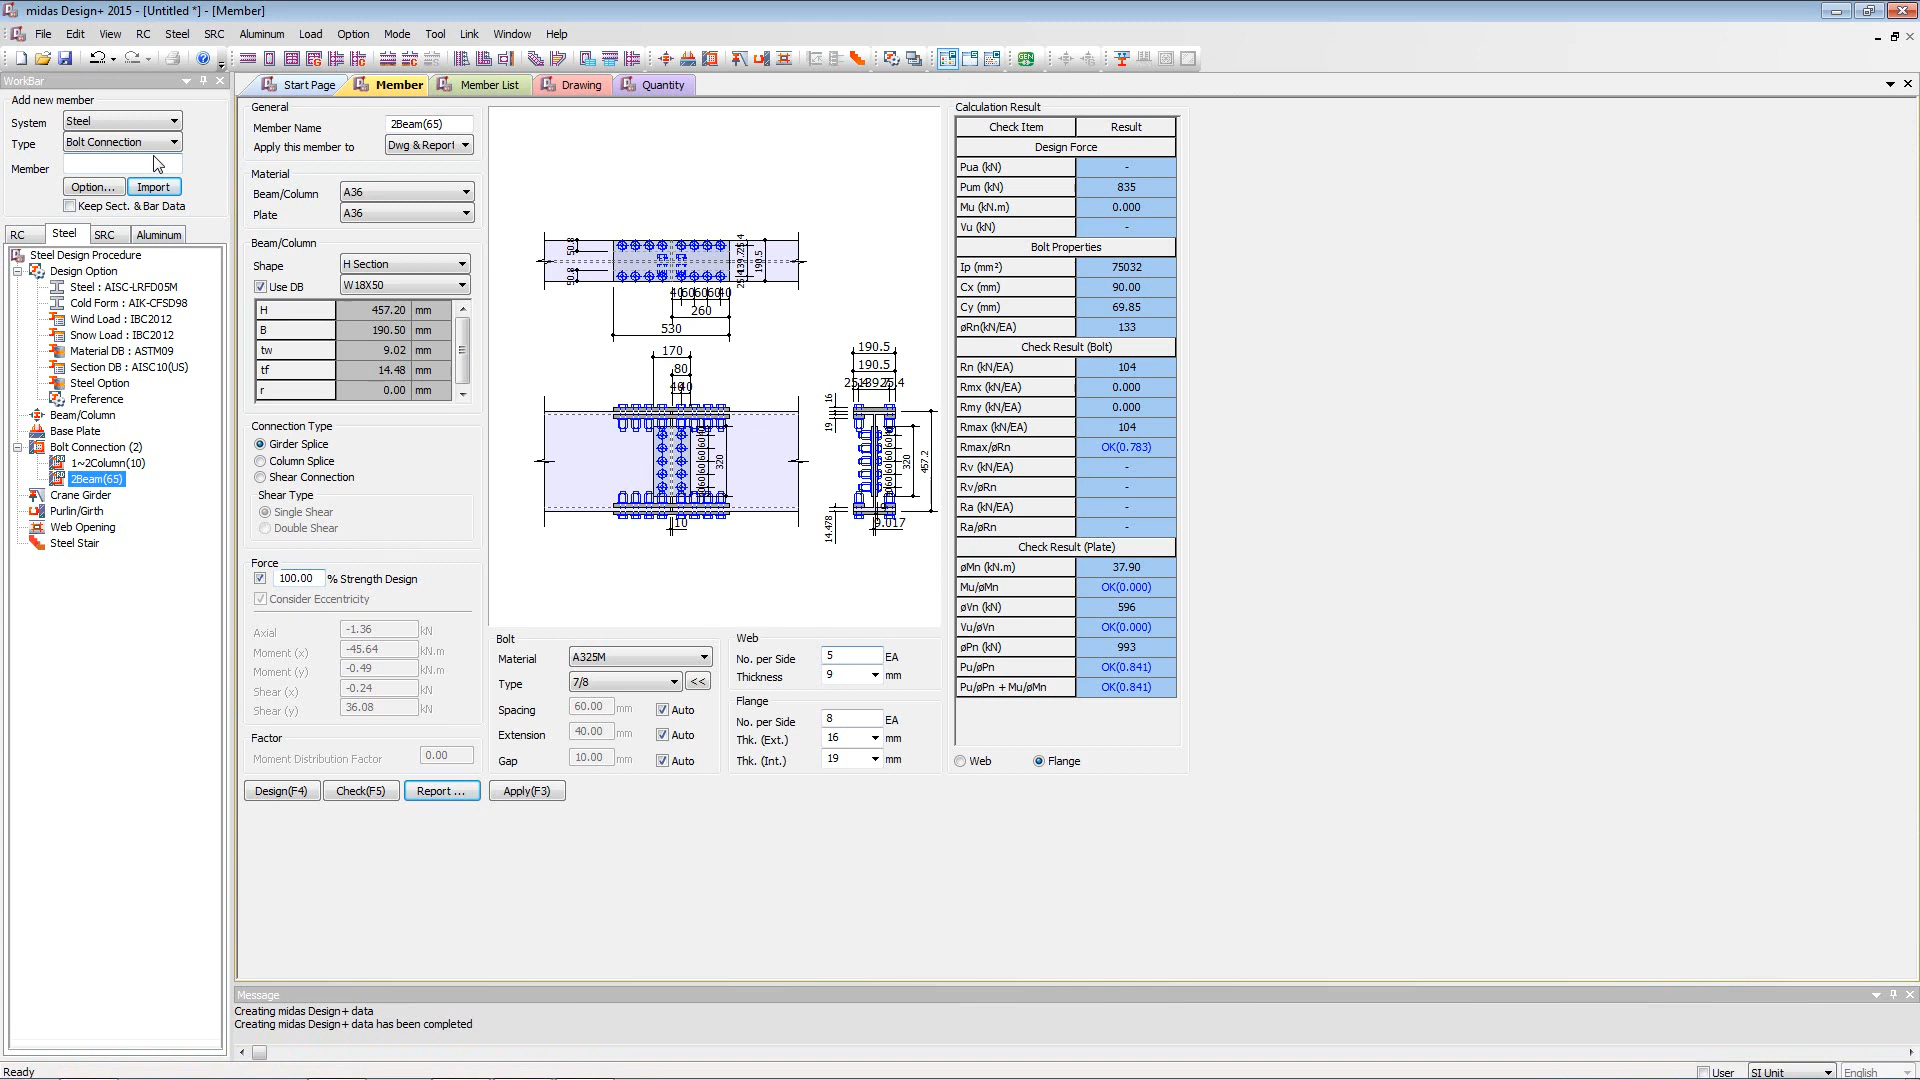 midas Design+ 2015 - [Untitled *] - [Member]
File Edit View RC Steel SRC Aluminum Load Option Mode Tool Link Window Help
WorkBar
Start Page Member Member List Drawing Quantity
Add new member
System Steel
Type Bolt Connection
Member
Option... Import
Keep Sect. & Bar Data
RC Steel SRC Aluminum
Steel Design Procedure
Design Option
Steel : AISC-LRFD05M
Cold Form : AIK-CFSD98
Wind Load : IBC2012
Snow Load : IBC2012
Material DB : ASTM09
Section DB : AISC10(US)
Steel Option
Preference
Beam/Column
Base Plate
Bolt Connection (2)
1~2Column(10)
2Beam(65)
Crane Girder
Purlin/Girth
Web Opening
Steel Stair
General
Member Name 2Beam(65)
Apply this member to Dwg & Report
Material
Beam/Column A36
Plate A36
Beam/Column
Shape H Section
Use DB W18X50
H 457.20 mm
B 190.50 mm
tw 9.02 mm
tf 14.48 mm
r 0.00 mm
Connection Type
Girder Splice
Column Splice
Shear Connection
Shear Type
Single Shear
Double Shear
Force
100.00 % Strength Design
Consider Eccentricity
Axial -1.36 kN
Moment (x) -45.64 kN.m
Moment (y) -0.49 kN.m
Shear (x) -0.24 kN
Shear (y) 36.08 kN
Factor
Moment Distribution Factor 0.00
Design(F4) Check(F5) Report ... Apply(F3)
50.8
50.8
190.5
260
530
170
80
10
320
16
19
14.478
190.5
190.5
320
457.2
9.017
Bolt
Material A325M
Type 7/8 <<
Spacing 60.00 mm Auto
Extension 40.00 mm Auto
Gap 10.00 mm Auto
Web
No. per Side 5 EA
Thickness 9 mm
Flange
No. per Side 8 EA
Thk. (Ext.) 16 mm
Thk. (Int.) 19 mm
Calculation Result
Check Item Result
Design Force
Pua (kN) -
Pum (kN) 835
Mu (kN.m) 0.000
Vu (kN) -
Bolt Properties
Ip (mm²) 75032
Cx (mm) 90.00
Cy (mm) 69.85
øRn(kN/EA) 133
Check Result (Bolt)
Rn (kN/EA) 104
Rmx (kN/EA) 0.000
Rmy (kN/EA) 0.000
Rmax (kN/EA) 104
Rmax/øRn OK(0.783)
Rv (kN/EA) -
Rv/øRn -
Ra (kN/EA) -
Ra/øRn -
Check Result (Plate)
øMn (kN.m) 37.90
Mu/øMn OK(0.000)
øVn (kN) 596
Vu/øVn OK(0.000)
øPn (kN) 993
Pu/øPn OK(0.841)
Pu/øPn + Mu/øMn OK(0.841)
Web Flange
Message
Creating midas Design+ data
Creating midas Design+ data has been completed
Ready
User SI Unit English